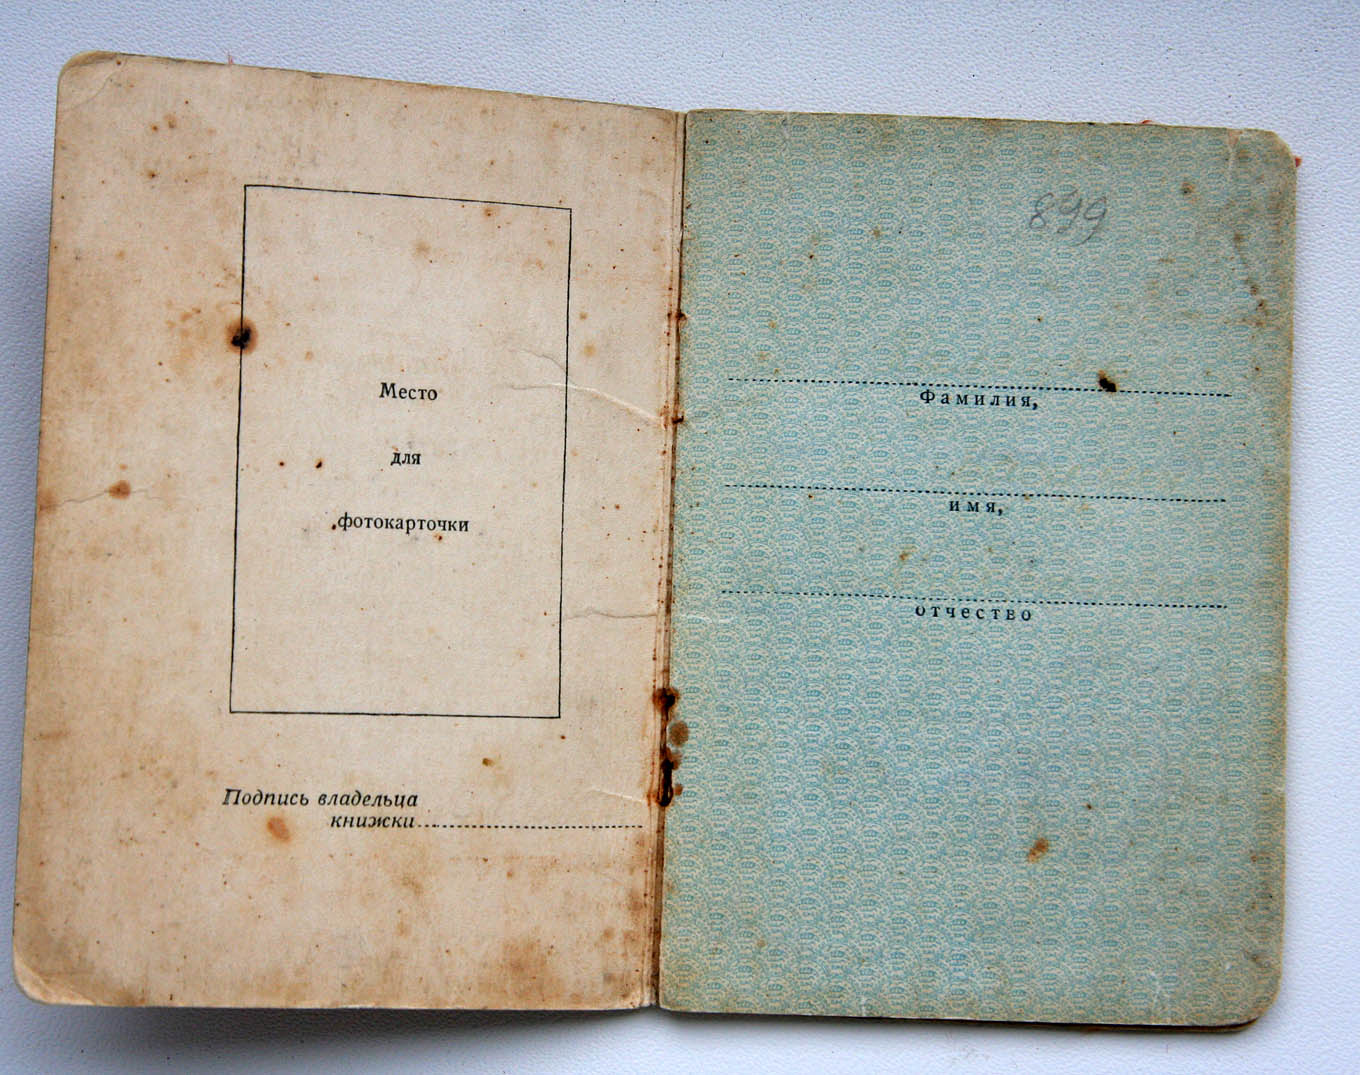 Место
для
фотокарточки
Подпись владельца
книжки
899
Фамилия,
имя,
отчество